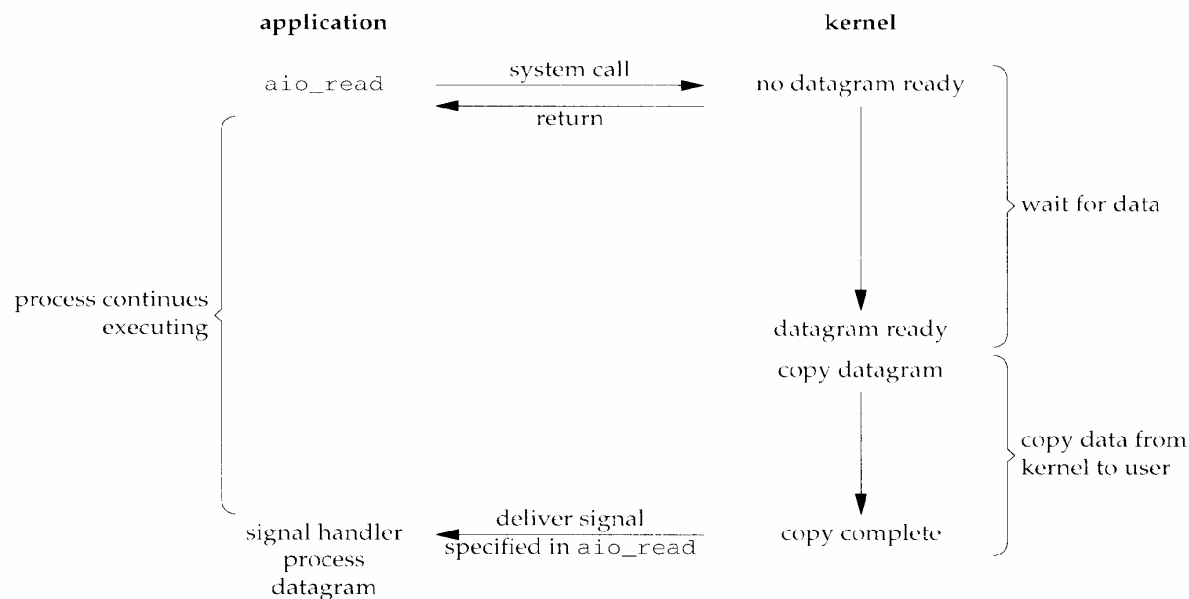 application
kernel
aio_read
system call
no datagram ready
return
wait for data
process continues
executing
datagram ready
copy datagram
copy data from
kernel to user
signal handler
process
datagram
deliver signal
specified in aio_read
copy complete